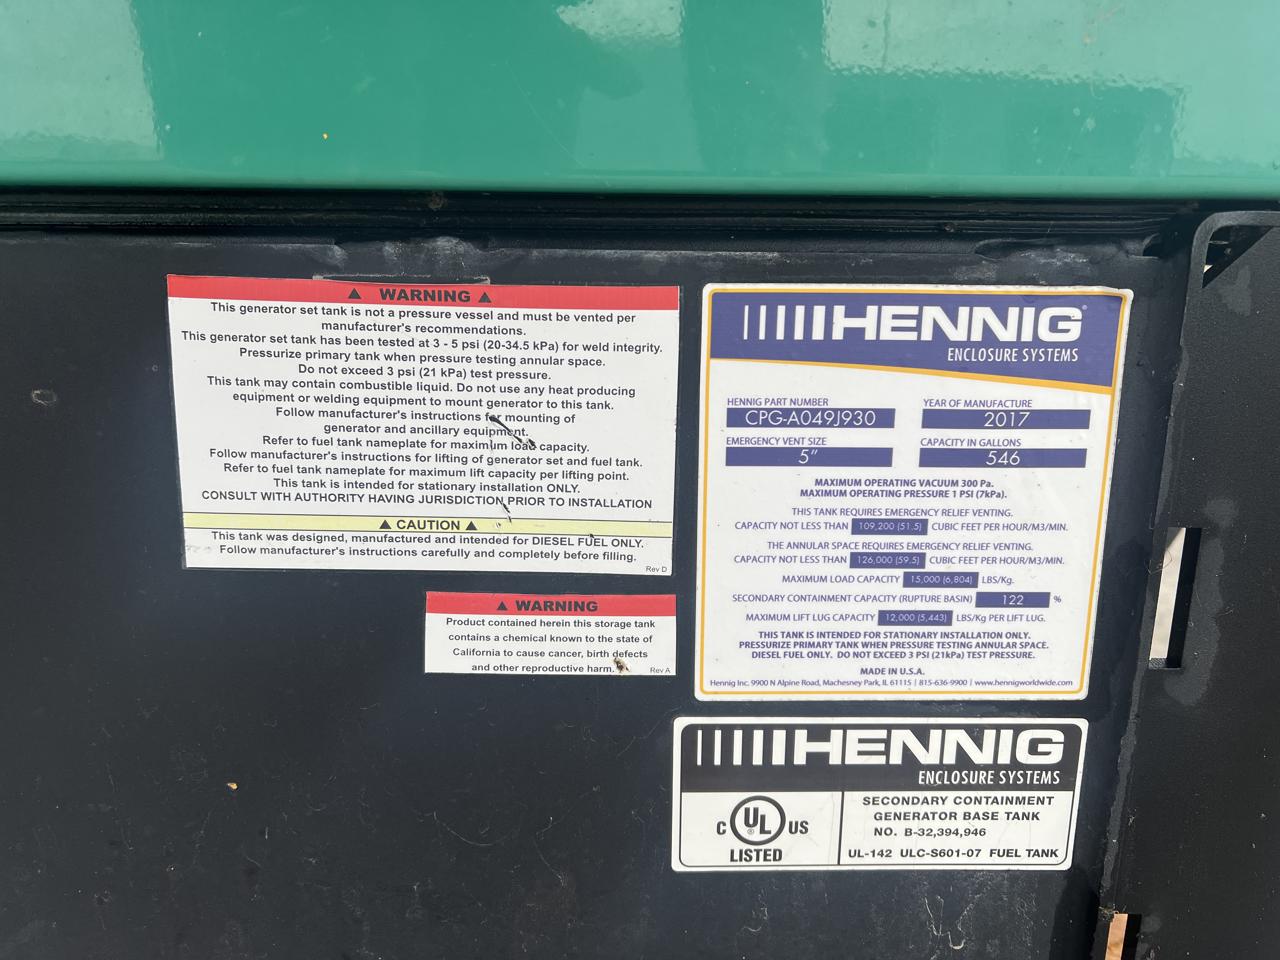 ▲ WARNING ▲
This generator set tank is not a pressure vessel and must be vented per
manufacturer's recommendations.
This generator set tank has been tested at 3 - 5 psi (20-34.5 kPa) for weld integrity.
Pressurize primary tank when pressure testing annular space.
Do not exceed 3 psi (21 kPa) test pressure.
This tank may contain combustible liquid. Do not use any heat producing
equipment or welding equipment to mount generator to this tank.
Follow manufacturer's instructions for mounting of
generator and ancillary equipment.
Refer to fuel tank nameplate for maximum load capacity.
Follow manufacturer's instructions for lifting of generator set and fuel tank.
Refer to fuel tank nameplate for maximum lift capacity per lifting point.
This tank is intended for stationary installation ONLY.
CONSULT WITH AUTHORITY HAVING JURISDICTION PRIOR TO INSTALLATION
▲ CAUTION ▲
This tank was designed, manufactured and intended for DIESEL FUEL ONLY.
Follow manufacturer's instructions carefully and completely before filling.
Rev D
▲ WARNING
Product contained herein this storage tank
contains a chemical known to the state of
California to cause cancer, birth defects
and other reproductive harm.
Rev A
HENNIG®
ENCLOSURE SYSTEMS
HENNIG PART NUMBER YEAR OF MANUFACTURE
CPG-A049J930 2017
EMERGENCY VENT SIZE CAPACITY IN GALLONS
5" 546
MAXIMUM OPERATING VACUUM 300 Pa.
MAXIMUM OPERATING PRESSURE 1 PSI (7kPa).
THIS TANK REQUIRES EMERGENCY RELIEF VENTING.
CAPACITY NOT LESS THAN 109,200 (51.5) CUBIC FEET PER HOUR/M3/MIN.
THE ANNULAR SPACE REQUIRES EMERGENCY RELIEF VENTING.
CAPACITY NOT LESS THAN 126,000 (59.5) CUBIC FEET PER HOUR/M3/MIN.
MAXIMUM LOAD CAPACITY 15,000 (6,804) LBS/Kg.
SECONDARY CONTAINMENT CAPACITY (RUPTURE BASIN) 122 %
MAXIMUM LIFT LUG CAPACITY 12,000 (5,443) LBS/Kg PER LIFT LUG.
THIS TANK IS INTENDED FOR STATIONARY INSTALLATION ONLY.
PRESSURIZE PRIMARY TANK WHEN PRESSURE TESTING ANNULAR SPACE.
DIESEL FUEL ONLY. DO NOT EXCEED 3 PSI (21kPa) TEST PRESSURE.
MADE IN U.S.A.
Hennig Inc. 9900 N Alpine Road, Machesney Park, IL 61115 | 815-636-9900 | www.hennigworldwide.com
HENNIG
ENCLOSURE SYSTEMS
C UL US
LISTED
SECONDARY CONTAINMENT
GENERATOR BASE TANK
NO. B-32,394,946
UL-142 ULC-S601-07 FUEL TANK